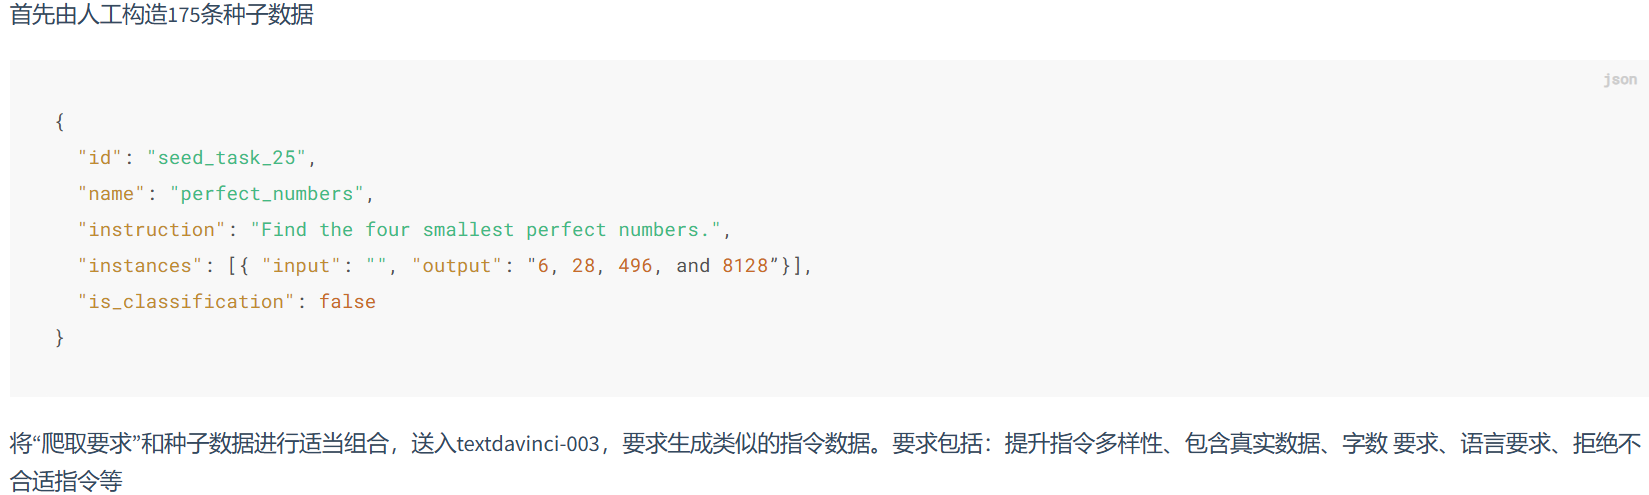 首先由人工构造175条种子数据
json
{
  "id": "seed_task_25",
  "name": "perfect_numbers",
  "instruction": "Find the four smallest perfect numbers.",
  "instances": [{ "input": "", "output": "6, 28, 496, and 8128”}],
  "is_classification": false
}
将“爬取要求”和种子数据进行适当组合，送入textdavinci-003，要求生成类似的指令数据。要求包括：提升指令多样性、包含真实数据、字数 要求、语言要求、拒绝不
合适指令等